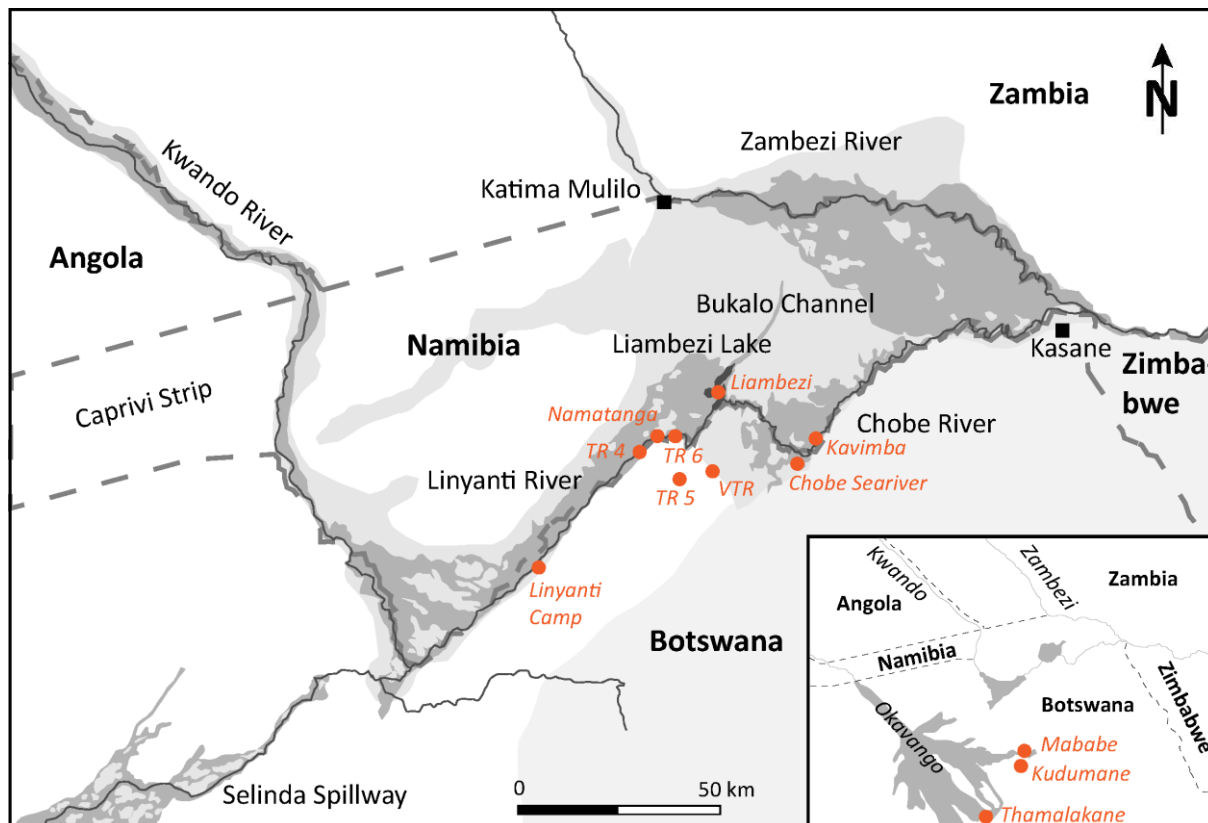 Zambia
N
Zambezi River
Kwando River
Katima Mulilo
Angola
Bukalo Channel
Namibia
Liambezi Lake
Kasane
Zimba-
bwe
Caprivi Strip
Liambezi
Namatanga
Chobe River
TR 4
TR 6
Kavimba
Linyanti River
TR 5
VTR
Chobe Seariver
Linyanti
Camp
Botswana
Selinda Spillway
0
50 km
Kwando
Zambezi
Zambia
Angola
Namibia
Zimbabwe
Botswana
Okavango
Mababe
Kudumane
Thamalakane